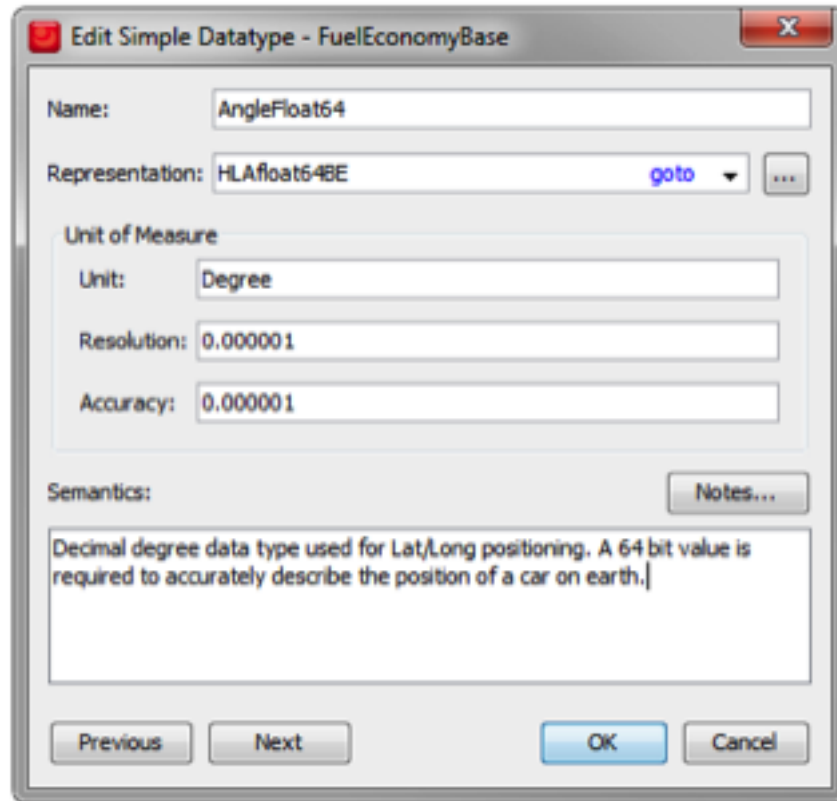 Edit Simple Datatype - FuelEconomyBase
Name: AngleFloat64
Representation: HLAfloat64BE goto ...
Unit of Measure
Unit: Degree
Resolution: 0.000001
Accuracy: 0.000001
Semantics: Notes...
Decimal degree data type used for Lat/Long positioning. A 64 bit value is
required to accurately describe the position of a car on earth.
Previous Next OK Cancel